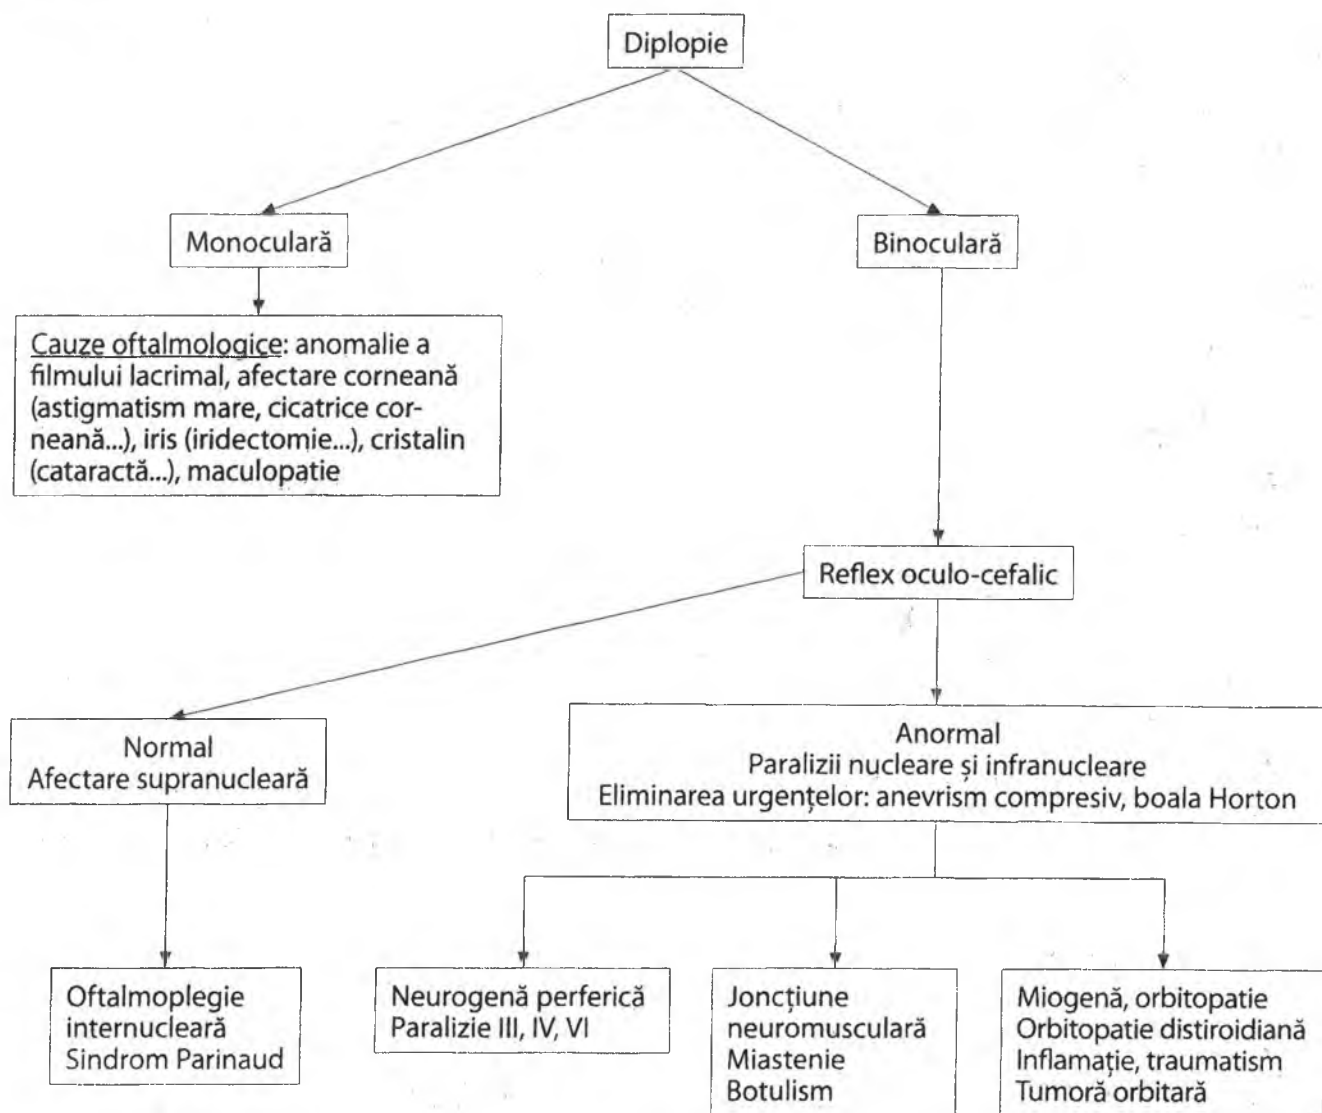 Diplopie
Monoculară
Binoculară
Cauze oftalmologice: anomalie a
filmului lacrimal, afectare corneană
(astigmatism mare, cicatrice cor-
neană...), iris (iridectomie...), cristalin
(cataractă...), maculopatie
Reflex oculo-cefalic
Normal
Afectare supranucleară
Anormal
Paralizii nucleare și infranucleare
Eliminarea urgențelor: anevrism compresiv, boala Horton
Oftalmoplegie
internucleară
Sindrom Parinaud
Neurogenă perferică
Paralizie III, IV, VI
Joncțiune
neuromusculară
Miastenie
Botulism
Miogenă, orbitopatie
Orbitopatie distiroidiană
Inflamație, traumatism
Tumoră orbitară